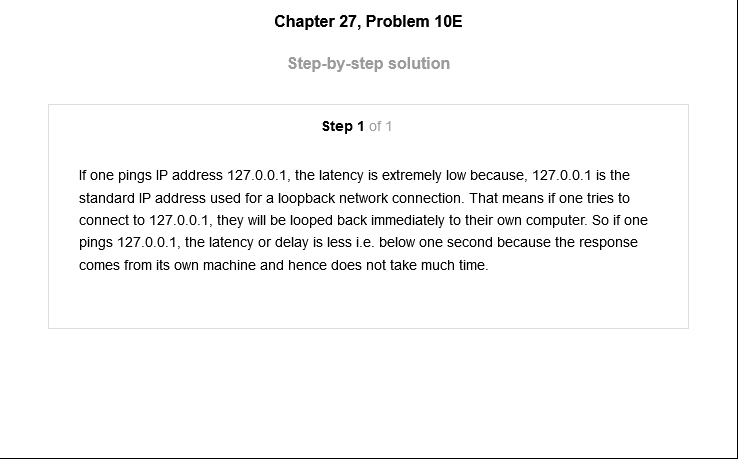 Chapter 27, Problem 10E
Step-by-step solution
Step 1 of 1
If one pings IP address 127.0.0.1, the latency is extremely low because, 127.0.0.1 is the
standard IP address used for a loopback network connection. That means if one tries to
connect to 127.0.0.1, they will be looped back immediately to their own computer. So if one
pings 127.0.0.1, the latency or delay is less i.e. below one second because the response
comes from its own machine and hence does not take much time.